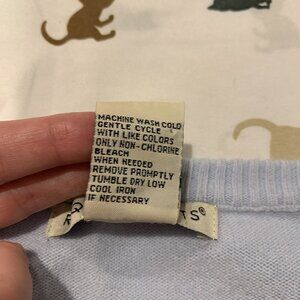 MACHINE WASH COLD
GENTLE CYCLE
WITH LIKE COLORS
ONLY NON-CHLORINE
BLEACH
WHEN NEEDED
REMOVE PROMPTLY
TUMBLE DRY LOW
COOL IRON
IF NECESSARY